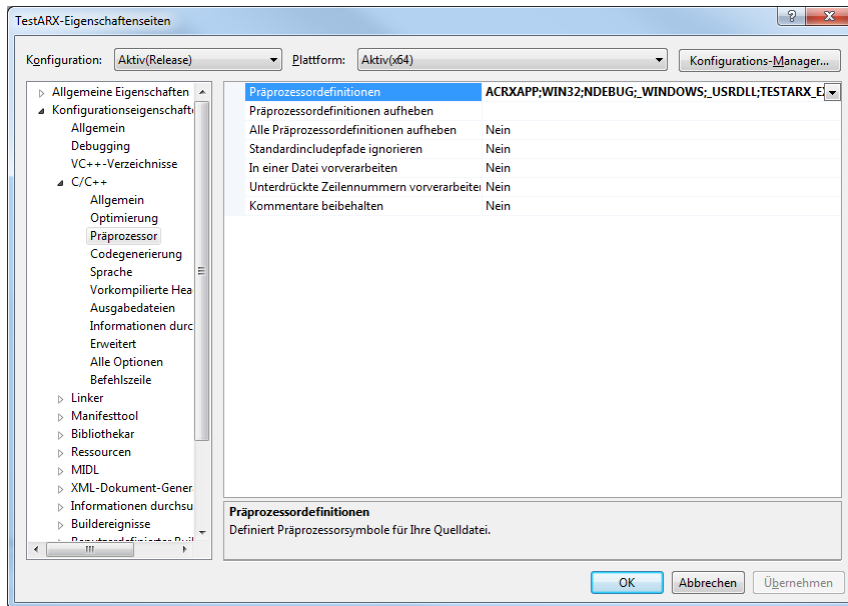 TestARX-Eigenschaftenseiten
Konfiguration: Aktiv(Release) Plattform: Aktiv(x64) Konfigurations-Manager...
Allgemeine Eigenschaften
Konfigurationseigenschafte
Allgemein
Debugging
VC++-Verzeichnisse
C/C++
Allgemein
Optimierung
Präprozessor
Codegenerierung
Sprache
Vorkompilierte Hea
Ausgabedateien
Informationen durc
Erweitert
Alle Optionen
Befehlszeile
Linker
Manifesttool
Bibliothekar
Ressourcen
MIDL
XML-Dokument-Gener
Informationen durchsu
Buildereignisse
Präprozessordefinitionen ACRXAPP;WIN32;NDEBUG;_WINDOWS;_USRDLL;TESTARX_E
Präprozessordefinitionen aufheben
Alle Präprozessordefinitionen aufheben Nein
Standardincludepfade ignorieren Nein
In einer Datei vorverarbeiten Nein
Unterdrückte Zeilennummern vorverarbeiten Nein
Kommentare beibehalten Nein
Präprozessordefinitionen
Definiert Präprozessorsymbole für Ihre Quelldatei.
OK Abbrechen Übernehmen